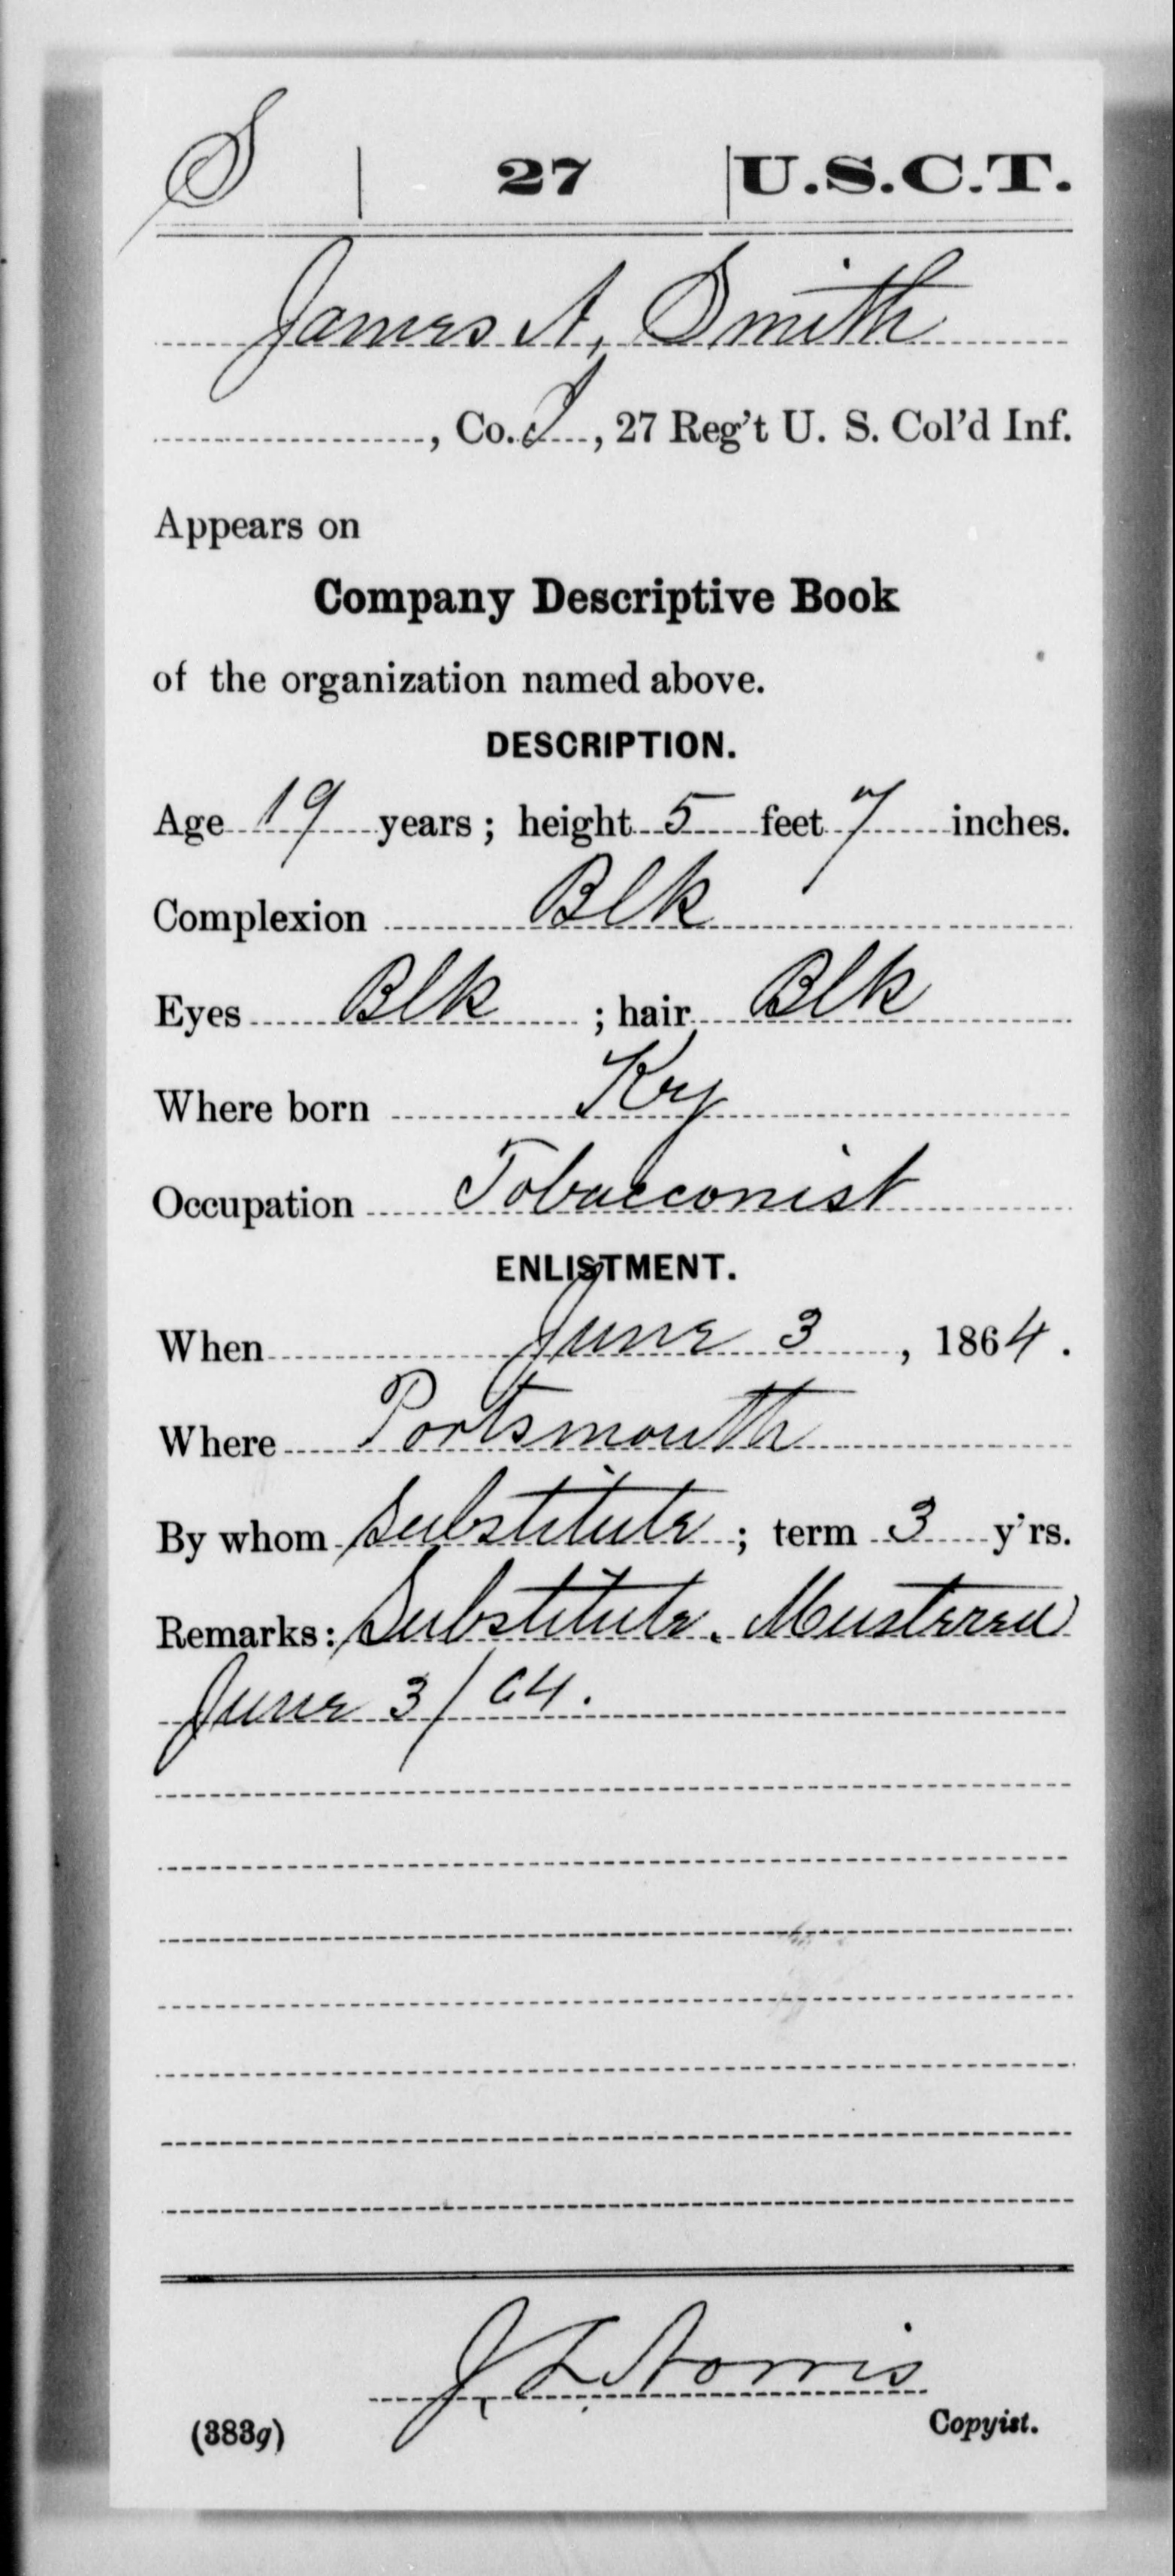 S | 27 | U.S.C.T.
James A. Smith
, Co. I, 27 Reg't U. S. Col'd Inf.
Appears on
Company Descriptive Book
of the organization named above.
DESCRIPTION.
Age 19 years; height 5 feet 7 inches.
Complexion Blk
Eyes Blk; hair Blk
Where born Ky
Occupation Tobacconist
ENLISTMENT.
When June 3, 1864.
Where Portsmouth
By whom Substitute; term 3 y'rs.
Remarks: Substitute. Mustered
June 3/64.
J. L. Norris
(383g) Copyist.